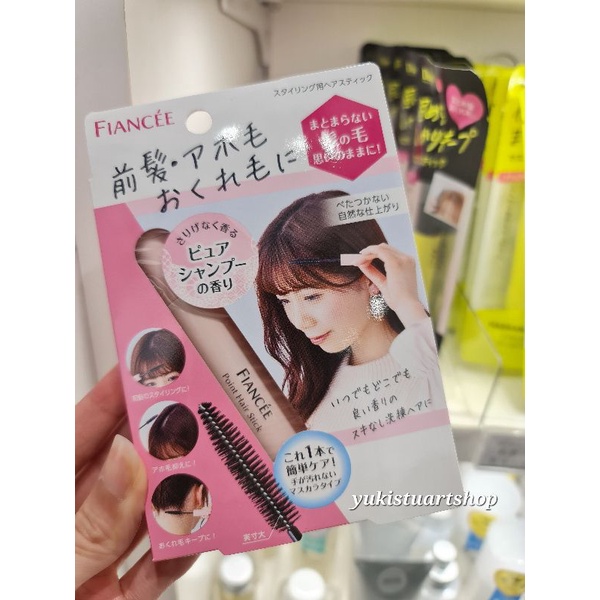 スタイリング用ヘアスティック
FIANCÉE
前髪・アホ毛
おくれ毛に
まとまらない
の毛
思いのままに!
べたつかない
自然な仕上がり
さりげなく香る
ピュア
シャンプー
の香り
FIANCÉE
Point Hair Stick
いつでもどこでも
良い香りの
スキなし美操ヘアに
前髪のスタイリングに!
アホ毛抑えに!
おくれ毛キープに!
これ1本で
簡単ケア!
手が汚れない
マスカラタイプ
実寸大
yukistuartshop